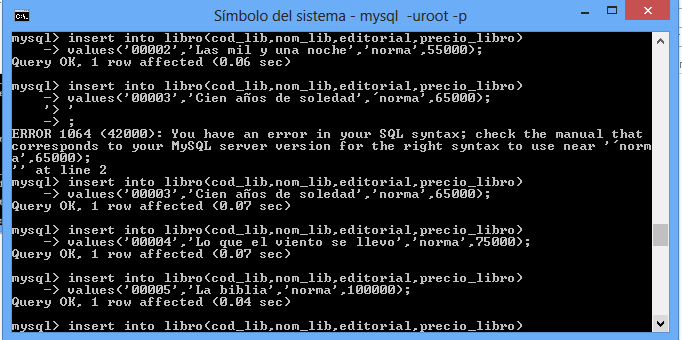 Símbolo del sistema - mysql -uroot -p
mysql> insert into libro(cod_lib,nom_lib,editorial,precio_libro)
-> values('00002','Las mil y una noche','norma',55000);
Query OK, 1 row affected (0.06 sec)
mysql> insert into libro(cod_lib,nom_lib,editorial,precio_libro)
-> values('00003','Cien años de soledad',´norma',65000);
'> '
-> ;
ERROR 1064 (42000): You have an error in your SQL syntax; check the manual that
corresponds to your MySQL server version for the right syntax to use near '´norm
a',65000);
'' at line 2
mysql> insert into libro(cod_lib,nom_lib,editorial,precio_libro)
-> values('00003','Cien años de soledad','norma',65000);
Query OK, 1 row affected (0.07 sec)
mysql> insert into libro(cod_lib,nom_lib,editorial,precio_libro)
-> values('00004','Lo que el viento se llevo','norma',75000);
Query OK, 1 row affected (0.07 sec)
mysql> insert into libro(cod_lib,nom_lib,editorial,precio_libro)
-> values('00005','La biblia','norma',100000);
Query OK, 1 row affected (0.04 sec)
mysql> insert into libro(cod_lib,nom_lib,editorial,precio_libro)